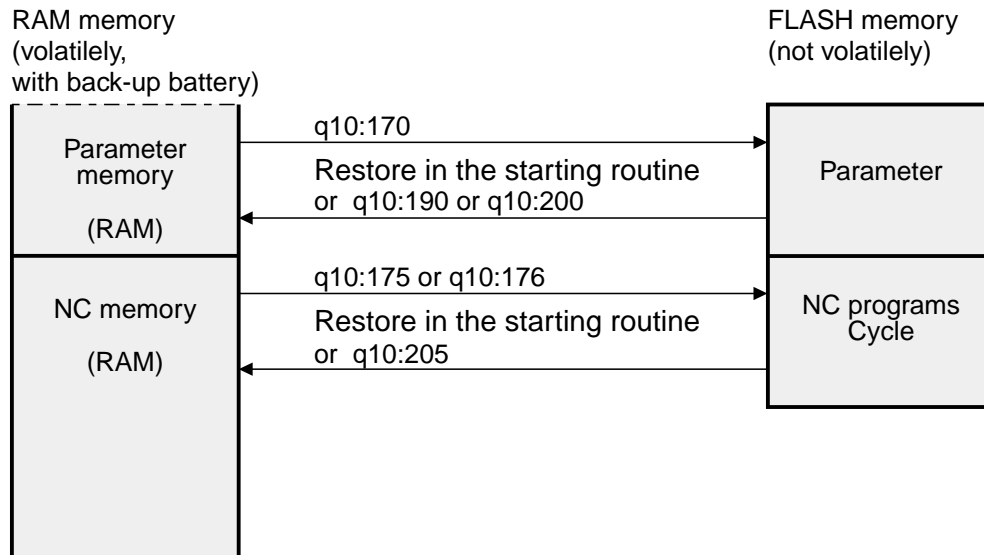 RAM memory
(volatilely,
with back-up battery)
FLASH memory
(not volatilely)
Parameter
memory
(RAM)
q10:170
Restore in the starting routine
or q10:190 or q10:200
Parameter
NC memory
(RAM)
q10:175 or q10:176
Restore in the starting routine
or q10:205
NC programs
Cycle